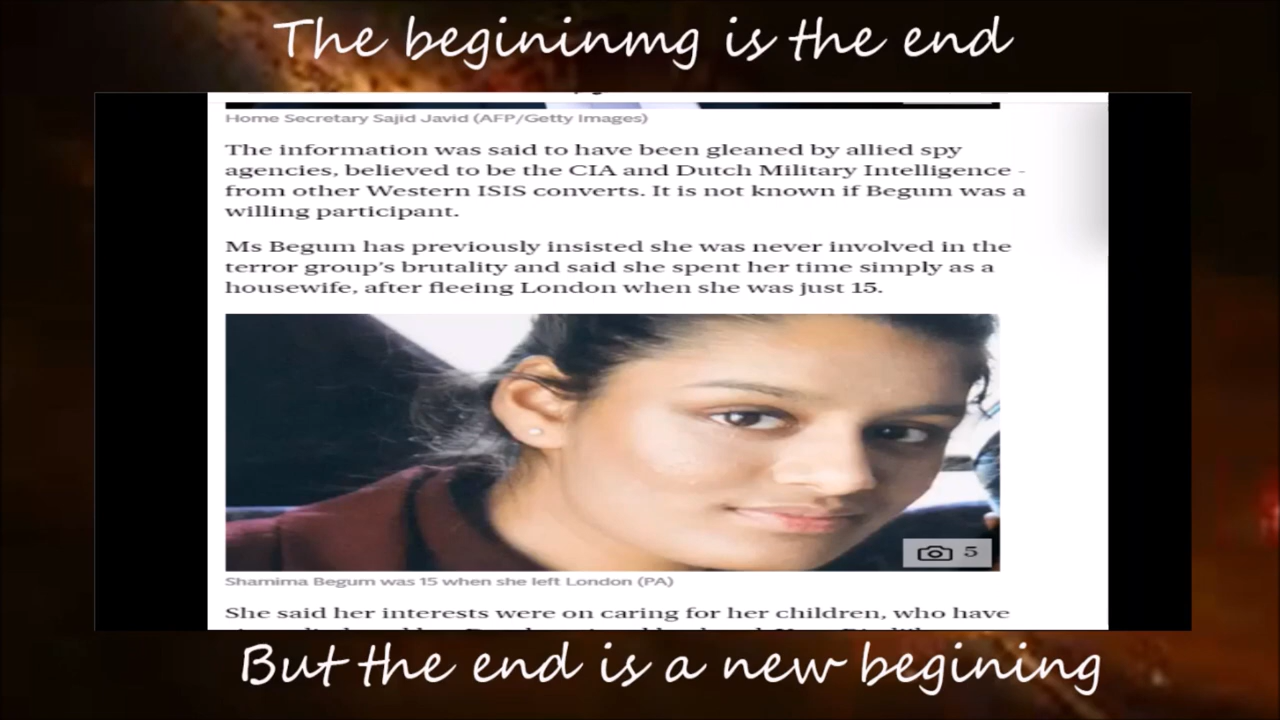 The begininmg is the end
Home Secretary Sajid Javid (AFP/Getty Images)
The information was said to have been gleaned by allied spy
agencies, believed to be the CIA and Dutch Military Intelligence -
from other Western ISIS converts. It is not known if Begum was a
willing participant.
Ms Begum has previously insisted she was never involved in the
terror group's brutality and said she spent her time simply as a
housewife, after fleeing London when she was just 15.
5
Shamima Begum was 15 when she left London (PA)
She said her interests were on caring for her children, who have
But the end is a new begining